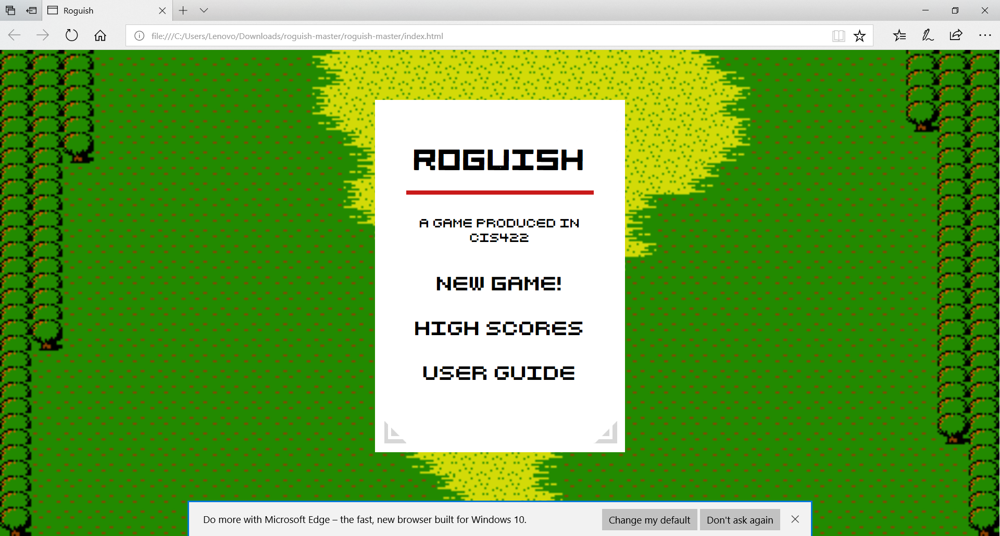 Roguish
file:///C:/Users/Lenovo/Downloads/roguish-master/roguish-master/index.html
ROGUISH
A GAME PRODUCED IN
CIS422
NEW GAME!
HIGH SCORES
USER GUIDE
Do more with Microsoft Edge – the fast, new browser built for Windows 10.
Change my default
Don't ask again